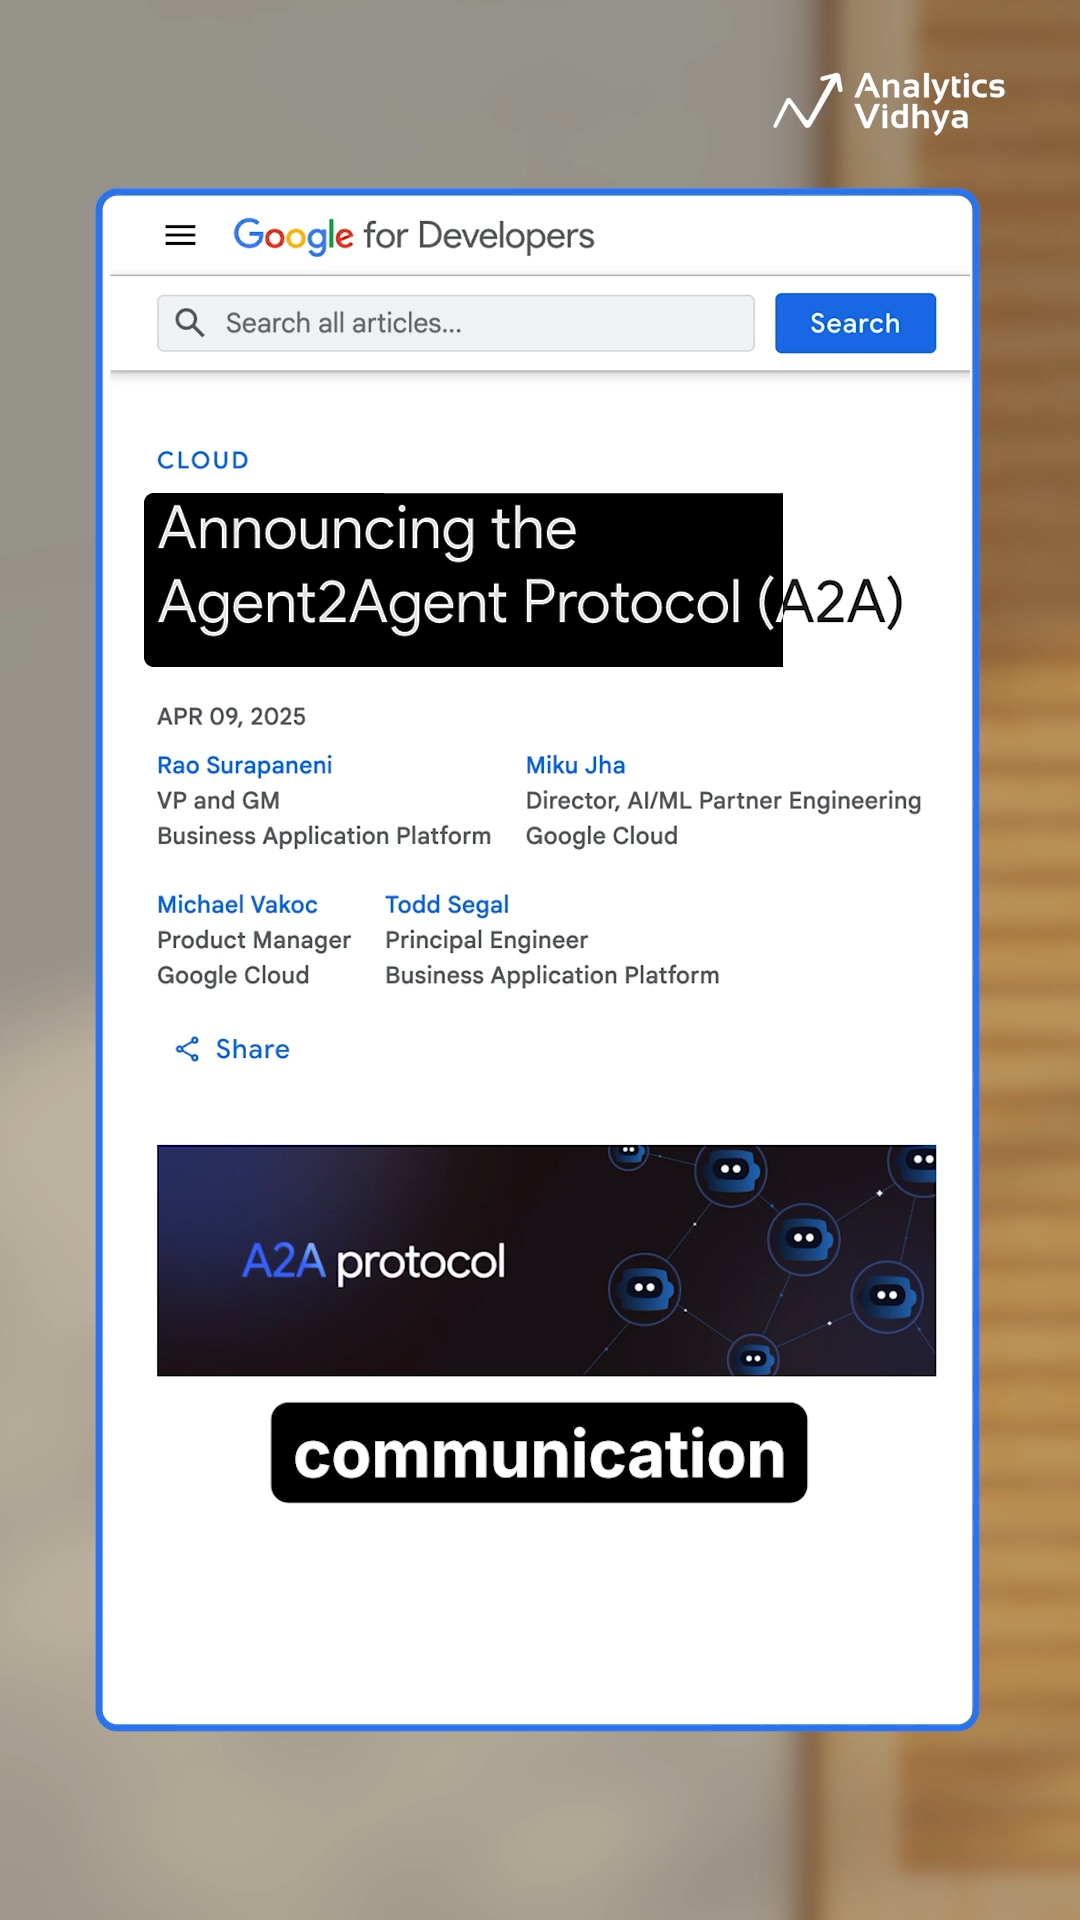 Analytics
Vidhya
Google for Developers
Search all articles...
Search
CLOUD
Announcing the
Agent2Agent Protocol (A2A)
APR 09, 2025
Rao Surapaneni
VP and GM
Business Application Platform
Miku Jha
Director, AI/ML Partner Engineering
Google Cloud
Michael Vakoc
Product Manager
Google Cloud
Todd Segal
Principal Engineer
Business Application Platform
Share
A2A protocol
communication